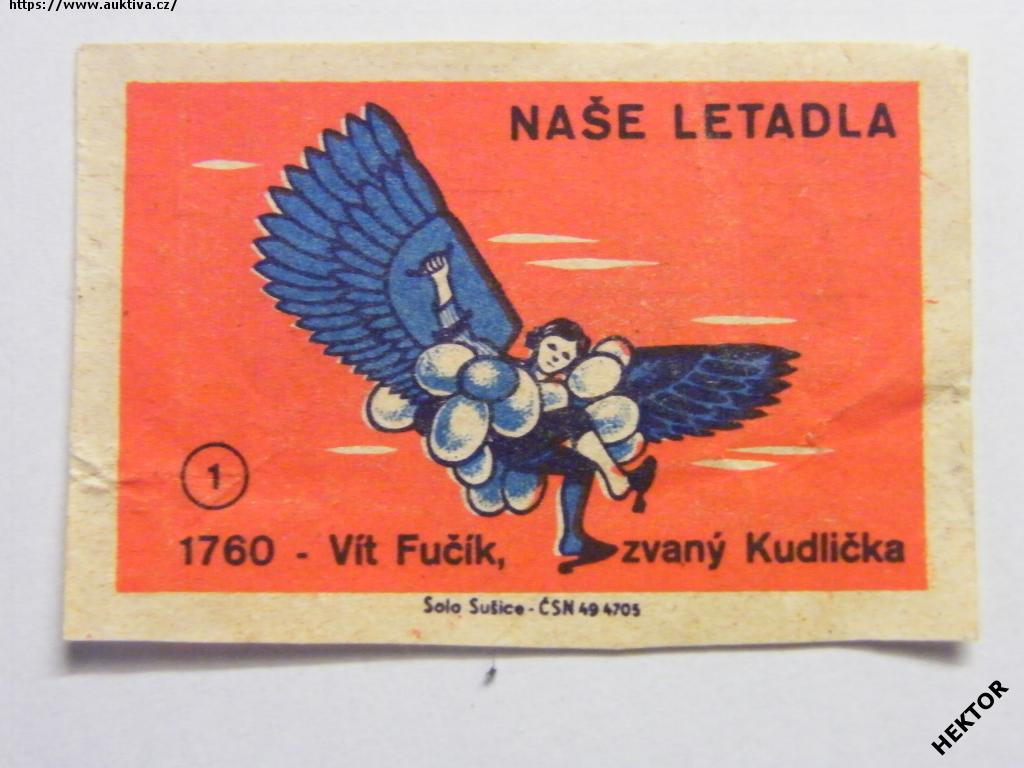 https://www.auktiva.cz/
NAŠE LETADLA
1
1760 - Vít Fučík, zvaný Kudlička
Solo Sušice - ČSN 49 4705
HEKTOR